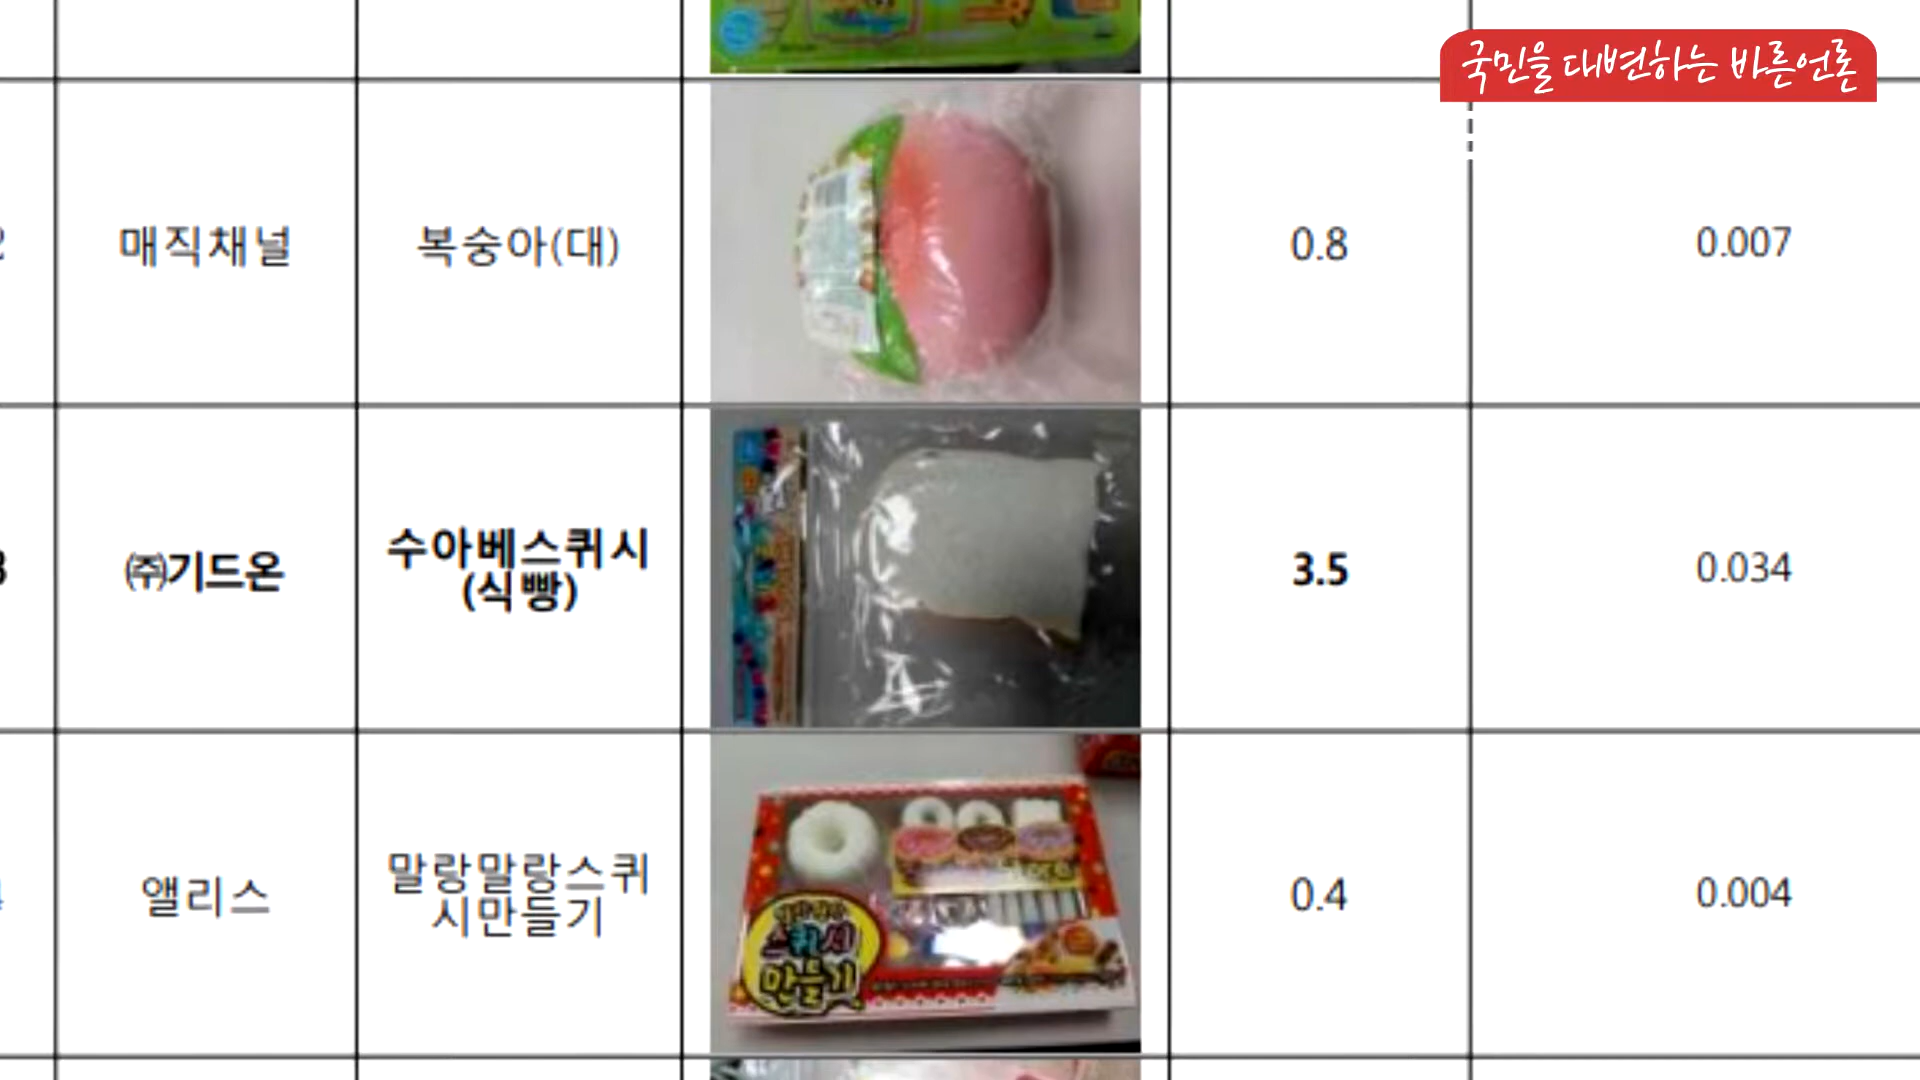 국민을 대변하는 바른언론
매직채널
복숭아(대)
0.8
0.007
㈜기드온
수아베스퀴시
(식빵)
3.5
0.034
앨리스
말랑말랑스퀴
시만들기
0.4
0.004
스퀴시
만들기